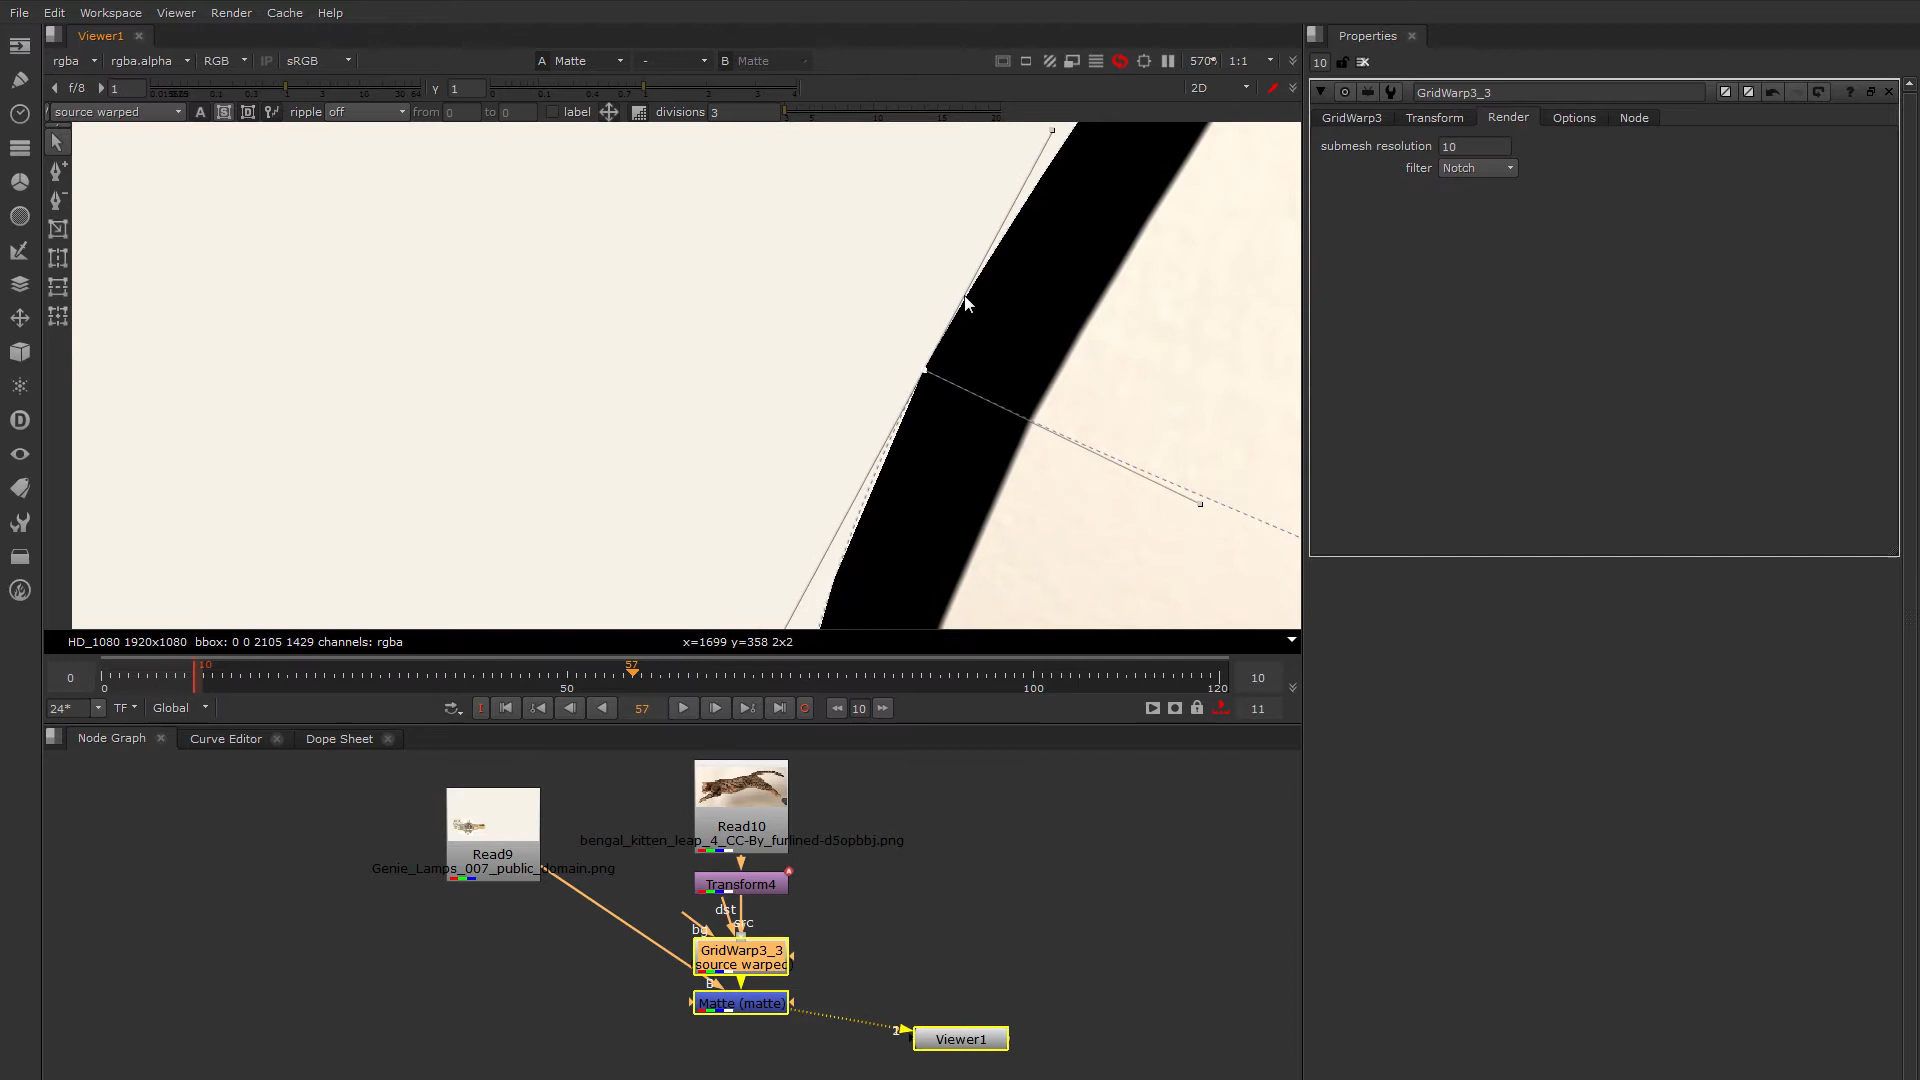 File Edit Workspace Viewer Render Cache Help
Viewer1
rgba rgba.alpha RGB IP sRGB A Matte - B Matte 1:1
f/8 1 γ 1 2D
source warped A S D ripple off from 0 to 0 label divisions 3
HD_1080 1920x1080 bbox: 0 0 2105 1429 channels: rgba x=1699 y=358 2x2
0 10 57 10
0 50 100 120
24* TF Global 57 10 11
Node Graph Curve Editor Dope Sheet
Read10
bengal_kitten_leap_4_CC-By_furlined-d5opbbj.png
Read9
Genie_Lamps_007_public_domain.png
Transform4
dst
src
bg
GridWarp3_3
(source warped)
B
Matte (matte)
Viewer1
Properties
10
GridWarp3_3
GridWarp3 Transform Render Options Node
submesh resolution 10
filter Notch